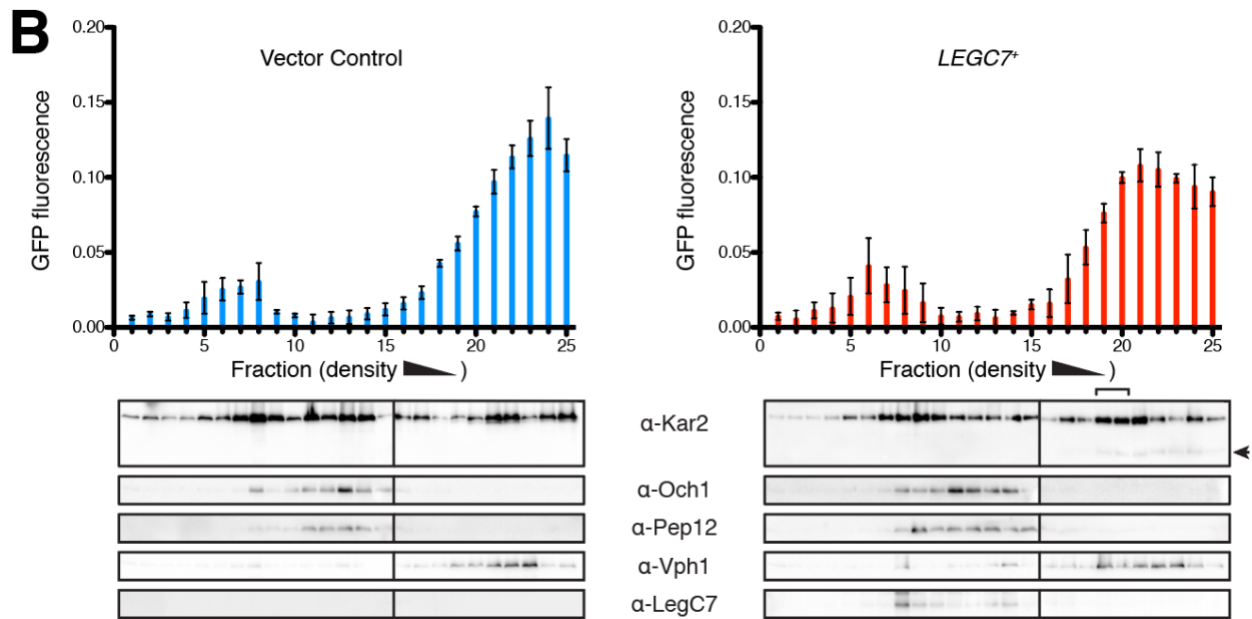 B
Vector Control
LEGC7+
GFP fluorescence
0.20
0.15
0.10
0.05
0.00
0 5 10 15 20 25
Fraction (density )
GFP fluorescence
0.20
0.15
0.10
0.05
0.00
0 5 10 15 20 25
Fraction (density )
α-Kar2
α-Och1
α-Pep12
α-Vph1
α-LegC7